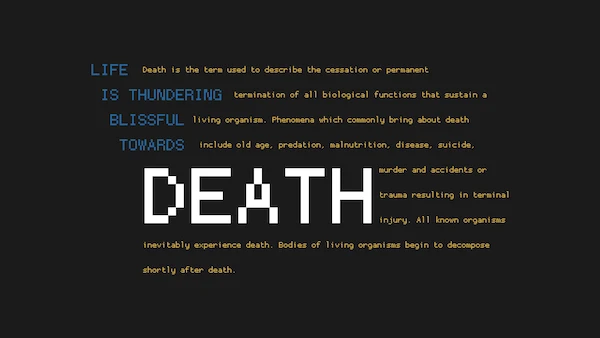 LIFE Death is the term used to describe the cessation or permanent
IS THUNDERING termination of all biological functions that sustain a
BLISSFUL living organism. Phenomena which commonly bring about death
TOWARDS include old age, predation, malnutrition, disease, suicide,
DEATH murder and accidents or
trauma resulting in terminal
injury. All known organisms
inevitably experience death. Bodies of living organisms begin to decompose
shortly after death.